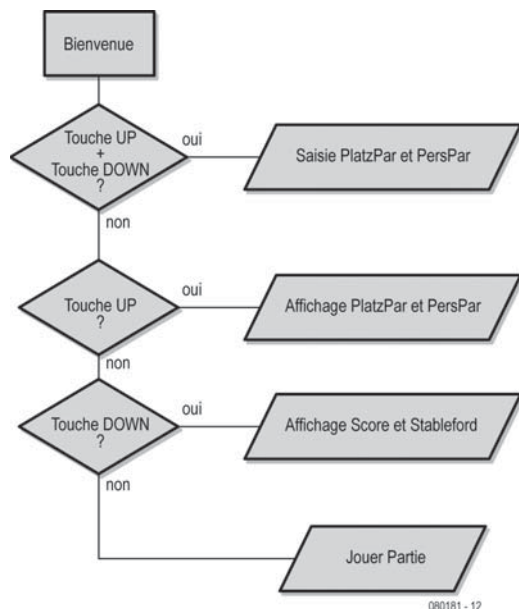 Bienvenue
Touche UP
+
Touche DOWN
?
oui
Saisie PlatzPar et PersPar
non
Touche UP
?
oui
Affichage PlatzPar et PersPar
non
Touche DOWN
?
oui
Affichage Score et Stableford
non
Jouer Partie
080181 - 12